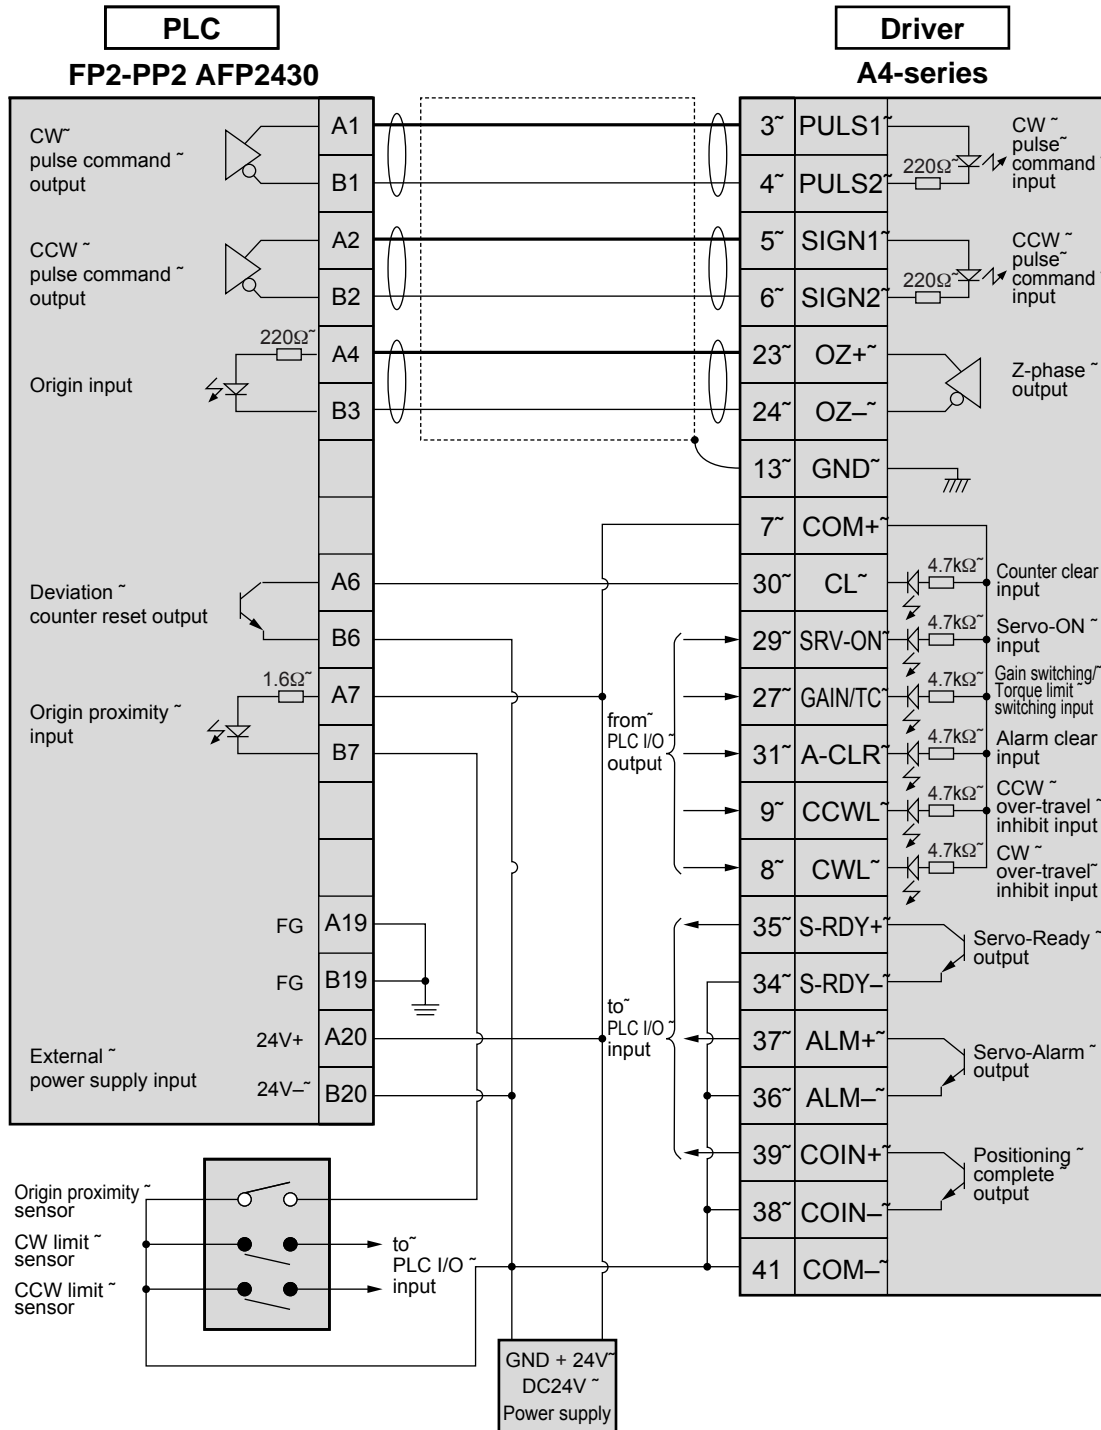 PLC
FP2-PP2 AFP2430
Driver
A4-series
CW~
pulse command ~
output
A1
B1
CCW ~
pulse command ~
output
A2
B2
220Ω~
Origin input
A4
B3
Deviation ~
counter reset output
A6
B6
1.6Ω~
Origin proximity ~
input
A7
B7
FG
A19
FG
B19
External ~
power supply input
24V+
A20
24V–~
B20
3~ PULS1~
4~ PULS2~
220Ω~
CW ~
pulse~
command ~
input
5~ SIGN1~
6~ SIGN2~
220Ω~
CCW ~
pulse~
command ~
input
23~ OZ+~
24~ OZ–~
Z-phase ~
output
13~ GND~
7~ COM+~
30~ CL~
4.7kΩ~
Counter clear
input
29~ SRV-ON~
4.7kΩ~
Servo-ON ~
input
27~ GAIN/TC~
4.7kΩ~
Gain switching/~
Torque limit ~
switching input
31~ A-CLR~
4.7kΩ~
Alarm clear
input
9~ CCWL~
4.7kΩ~
CCW ~
over-travel ~
inhibit input
8~ CWL~
4.7kΩ~
CW ~
over-travel~
inhibit input
from~
PLC I/O ~
output
35~ S-RDY+~
34~ S-RDY–~
Servo-Ready ~
output
37~ ALM+~
36~ ALM–~
Servo-Alarm ~
output
39~ COIN+~
38~ COIN–~
Positioning ~
complete ~
output
41 COM–~
to~
PLC I/O ~
input
Origin proximity ~
sensor
CW limit ~
sensor
CCW limit ~
sensor
to~
PLC I/O ~
input
GND + 24V~
DC24V ~
Power supply